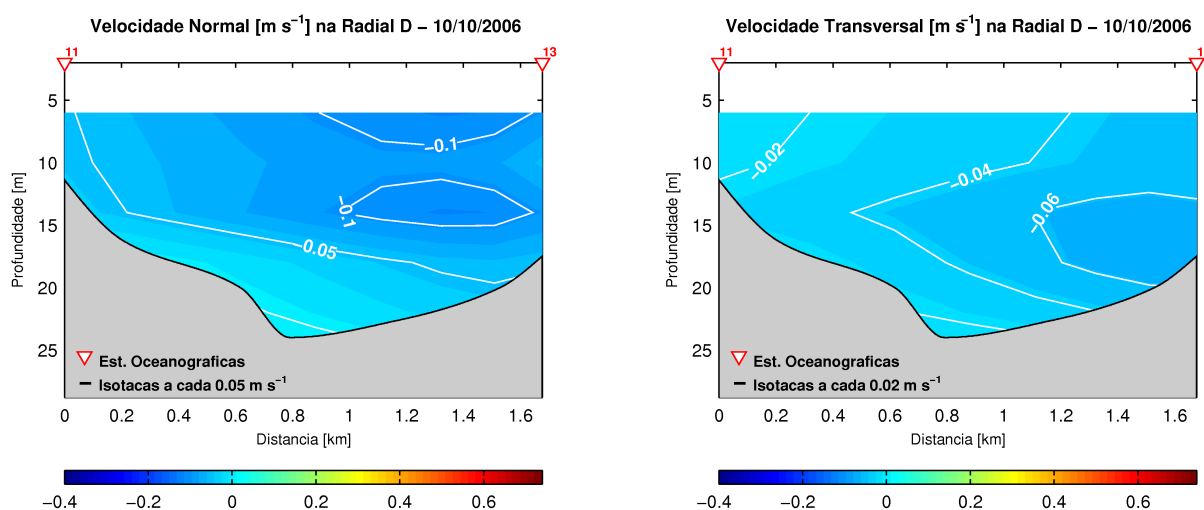 Velocidade Normal [m s⁻¹] na Radial D − 10/10/2006
11
13
5
10
15
20
25
Profundidade [m]
−0.1
−0.1
−0.05
Est. Oceanograficas
Isotacas a cada 0.05 m s⁻¹
0 0.2 0.4 0.6 0.8 1 1.2 1.4 1.6
Distancia [km]
−0.4 −0.2 0 0.2 0.4 0.6
Velocidade Transversal [m s⁻¹] na Radial D − 10/10/2006
11
1
5
10
15
20
25
Profundidade [m]
−0.02
−0.04
−0.06
Est. Oceanograficas
Isotacas a cada 0.02 m s⁻¹
0 0.2 0.4 0.6 0.8 1 1.2 1.4 1.6
Distancia [km]
−0.4 −0.2 0 0.2 0.4 0.6